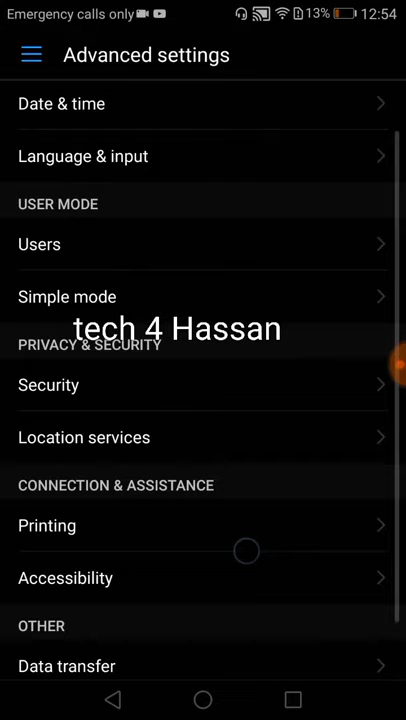 Emergency calls only 13% 12:54
Advanced settings
Date & time
Language & input
USER MODE
Users
Simple mode
tech 4 Hassan
PRIVACY & SECURITY
Security
Location services
CONNECTION & ASSISTANCE
Printing
Accessibility
OTHER
Data transfer